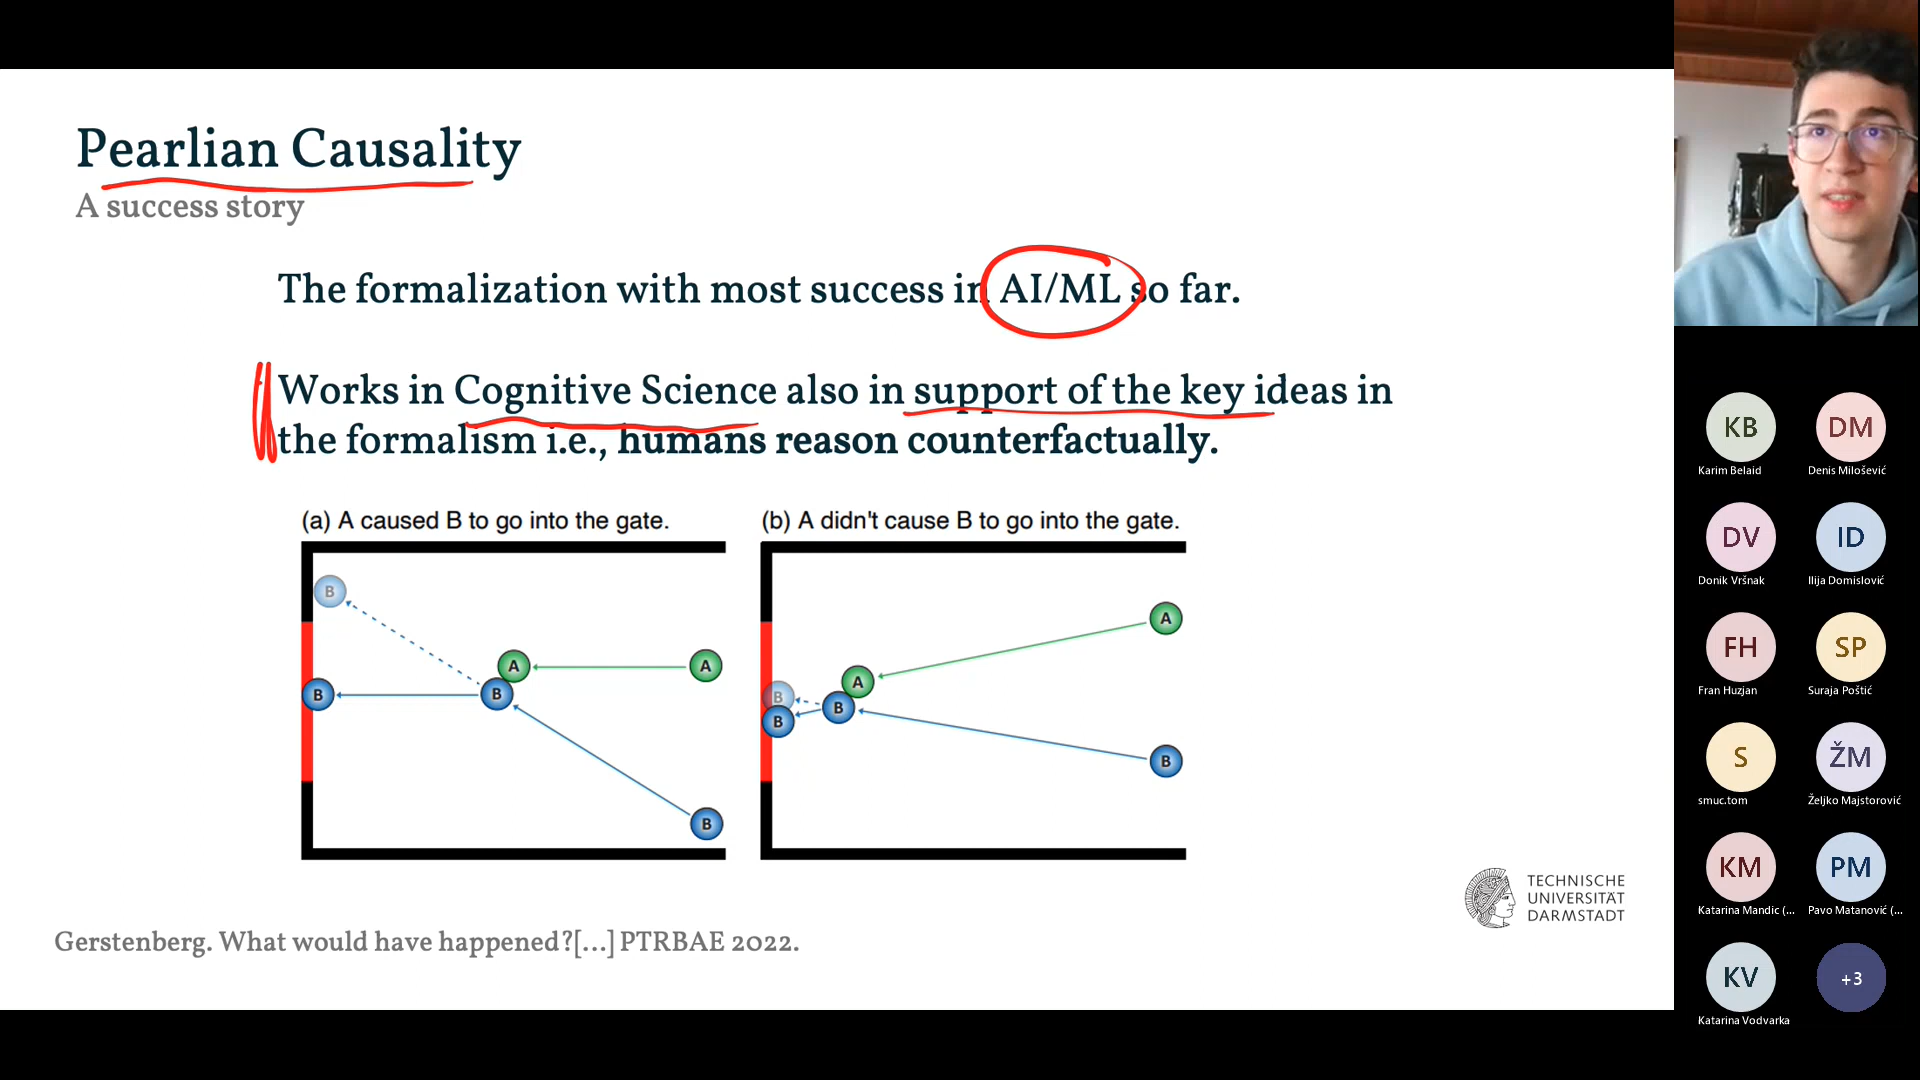 Pearlian Causality
A success story
The formalization with most success in AI/ML so far.
Works in Cognitive Science also in support of the key ideas in
the formalism i.e., humans reason counterfactually.
(a) A caused B to go into the gate.
B
A
A
B
B
B
(b) A didn't cause B to go into the gate.
A
A
B
B
B
B
TECHNISCHE
UNIVERSITÄT
DARMSTADT
Gerstenberg. What would have happened?[...] PTRBAE 2022.
KB
DM
Karim Belaid
Denis Milošević
DV
ID
Donik Vršnak
Ilija Domislović
FH
SP
Fran Huzjan
Suraja Poštić
S
ŽM
smuc.tom
Željko Majstorović
KM
PM
Katarina Mandic (...
Pavo Matanović (...
KV
+3
Katarina Vodvarka